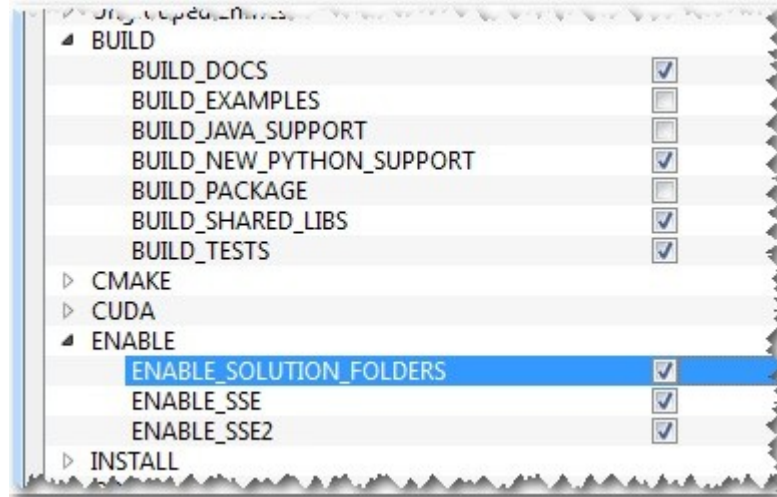 BUILD
BUILD_DOCS
BUILD_EXAMPLES
BUILD_JAVA_SUPPORT
BUILD_NEW_PYTHON_SUPPORT
BUILD_PACKAGE
BUILD_SHARED_LIBS
BUILD_TESTS
CMAKE
CUDA
ENABLE
ENABLE_SOLUTION_FOLDERS
ENABLE_SSE
ENABLE_SSE2
INSTALL